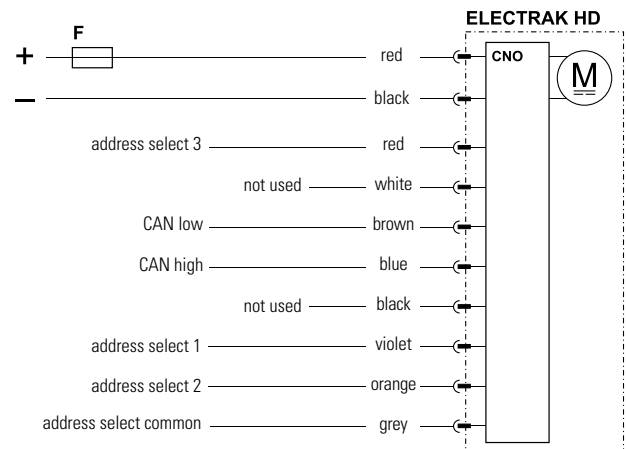 ELECTRAK HD
F
+ red CNO
− black M
address select 3 red
not used white
CAN low brown
CAN high blue
not used black
address select 1 violet
address select 2 orange
address select common grey